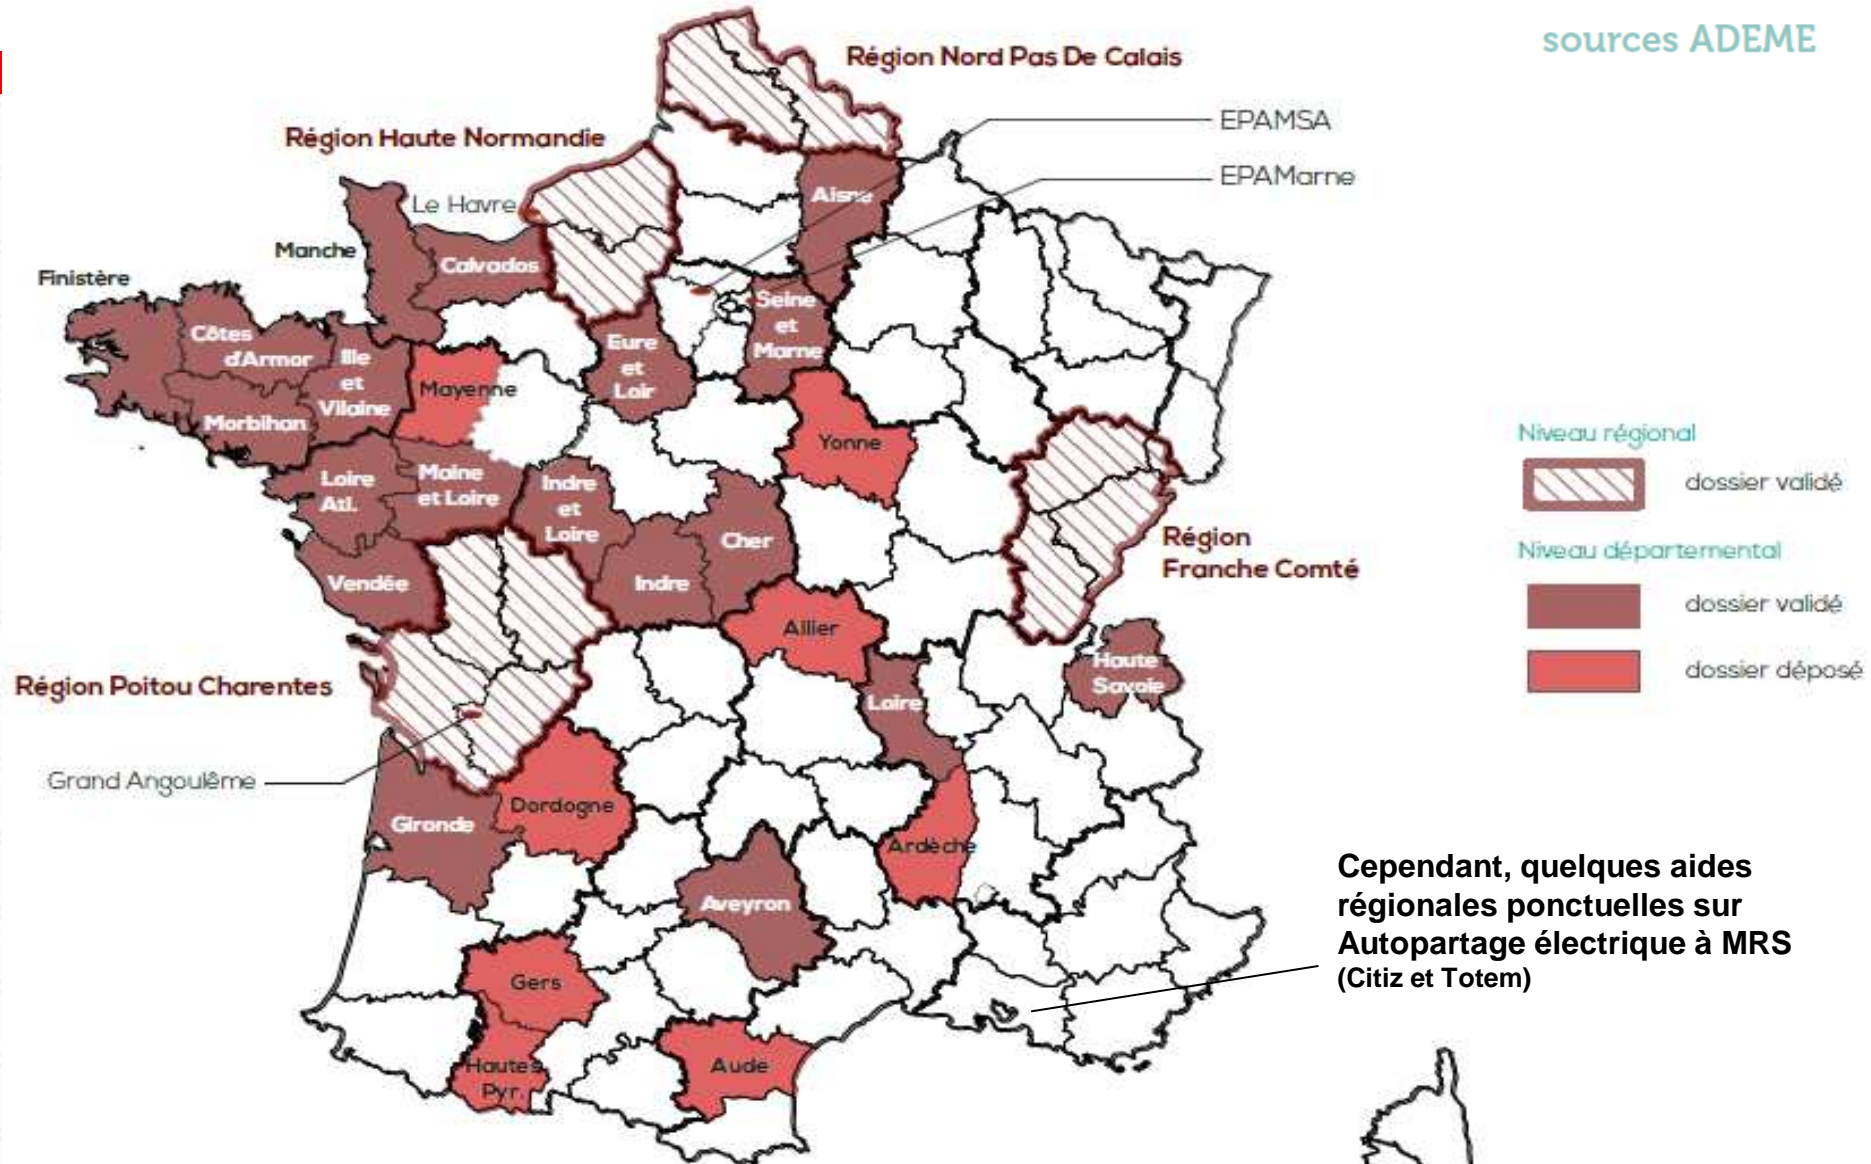 sources ADEME
Région Nord Pas De Calais
EPAMSA
Région Haute Normandie
EPAMarne
Aisne
Le Havre
Manche
Calvados
Finistère
Seine
et
Marne
Côtes
d'Armor
Ille
et
Vilaine
Eure
et
Loir
Mayenne
Morbihan
Yonne
Niveau régional
dossier validé
Loire
Atl.
Maine
et Loire
Indre
et
Loire
Cher
Région
Franche Comté
Niveau départemental
dossier validé
dossier déposé
Vendée
Indre
Allier
Haute
Savoie
Région Poitou Charentes
Loire
Grand Angoulême
Dordogne
Gironde
Ardèche
Cependant, quelques aides
régionales ponctuelles sur
Autopartage électrique à MRS
(Citiz et Totem)
Aveyron
Gers
Hautes
Pyr.
Aude